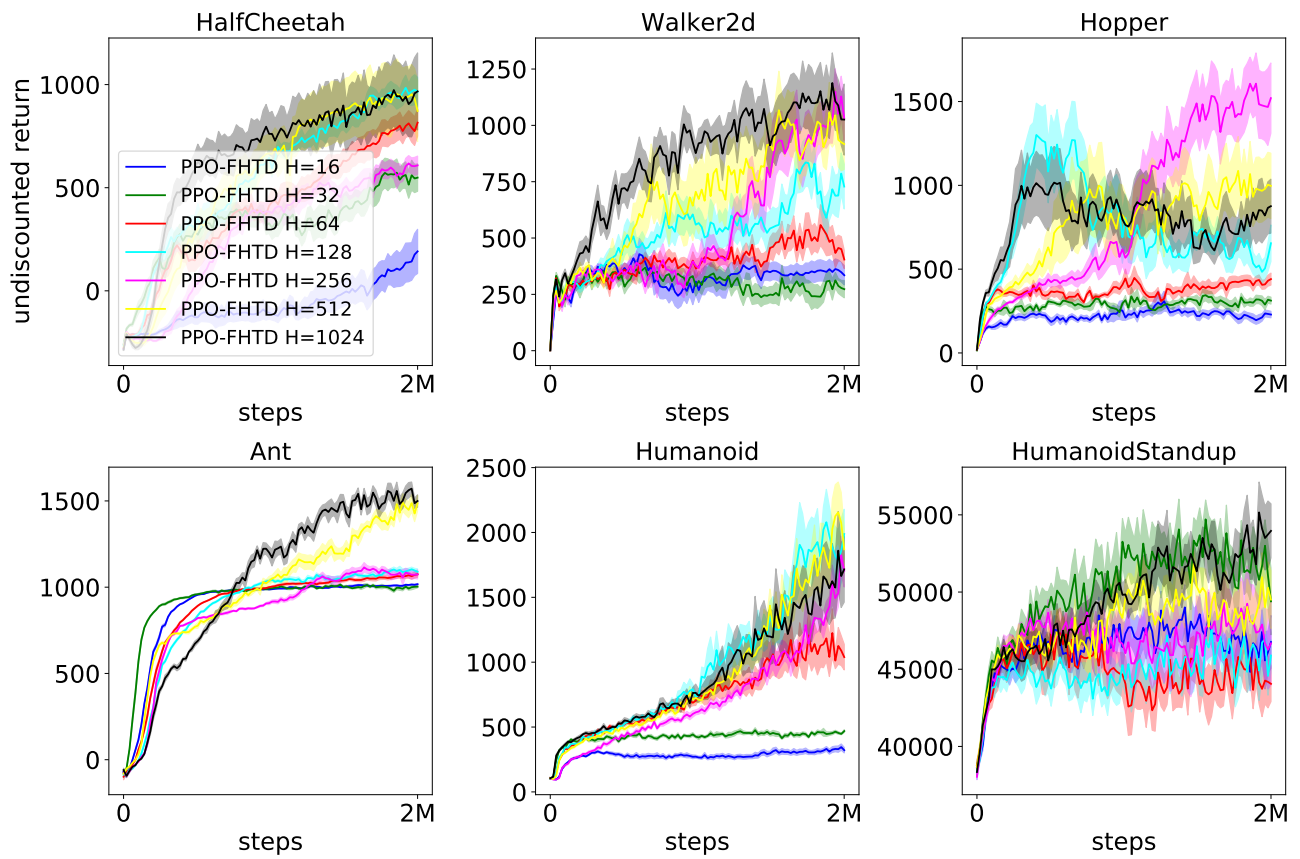 HalfCheetah
undiscounted return
1000
500
0
PPO-FHTD H=16
PPO-FHTD H=32
PPO-FHTD H=64
PPO-FHTD H=128
PPO-FHTD H=256
PPO-FHTD H=512
PPO-FHTD H=1024
0 2M
steps
Walker2d
1250
1000
750
500
250
0
0 2M
steps
Hopper
1500
1000
500
0
0 2M
steps
Ant
1500
1000
500
0
0 2M
steps
Humanoid
2500
2000
1500
1000
500
0
0 2M
steps
HumanoidStandup
55000
50000
45000
40000
0 2M
steps